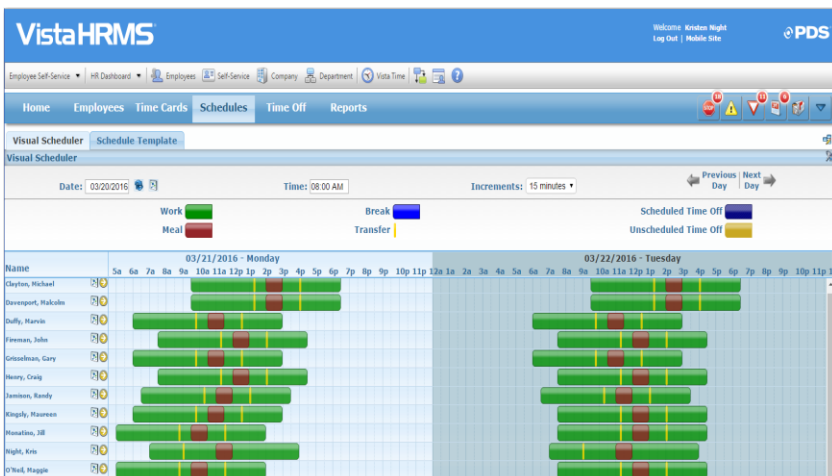 VistaHRMS
Welcome Kristen Night
Log Out | Mobile Site
PDS
Employee Self-Service HR Dashboard Employees Self-Service Company Department Vista Time
Home Employees Time Cards Schedules Time Off Reports
Visual Scheduler Schedule Template
Visual Scheduler
Date: 03/20/2016 Time: 08:00 AM Increments: 15 minutes Previous Day | Next Day
Work Break Scheduled Time Off
Meal Transfer Unscheduled Time Off
03/21/2016 - Monday 03/22/2016 - Tuesday
Name 5a 6a 7a 8a 9a 10a 11a 12p 1p 2p 3p 4p 5p 6p 7p 8p 9p 10p 11p 12a 1a 2a 3a 4a 5a 6a 7a 8a 9a 10a 11a 12p 1p 2p 3p 4p 5p 6p 7p 8p 9p 10p 11p
Clayton, Michael
Davenport, Malcolm
Duffy, Marvin
Fireman, John
Grisselman, Gary
Henry, Craig
Jamison, Randy
Kingsly, Maureen
Monatino, Jill
Night, Kris
O'Neil, Maggie